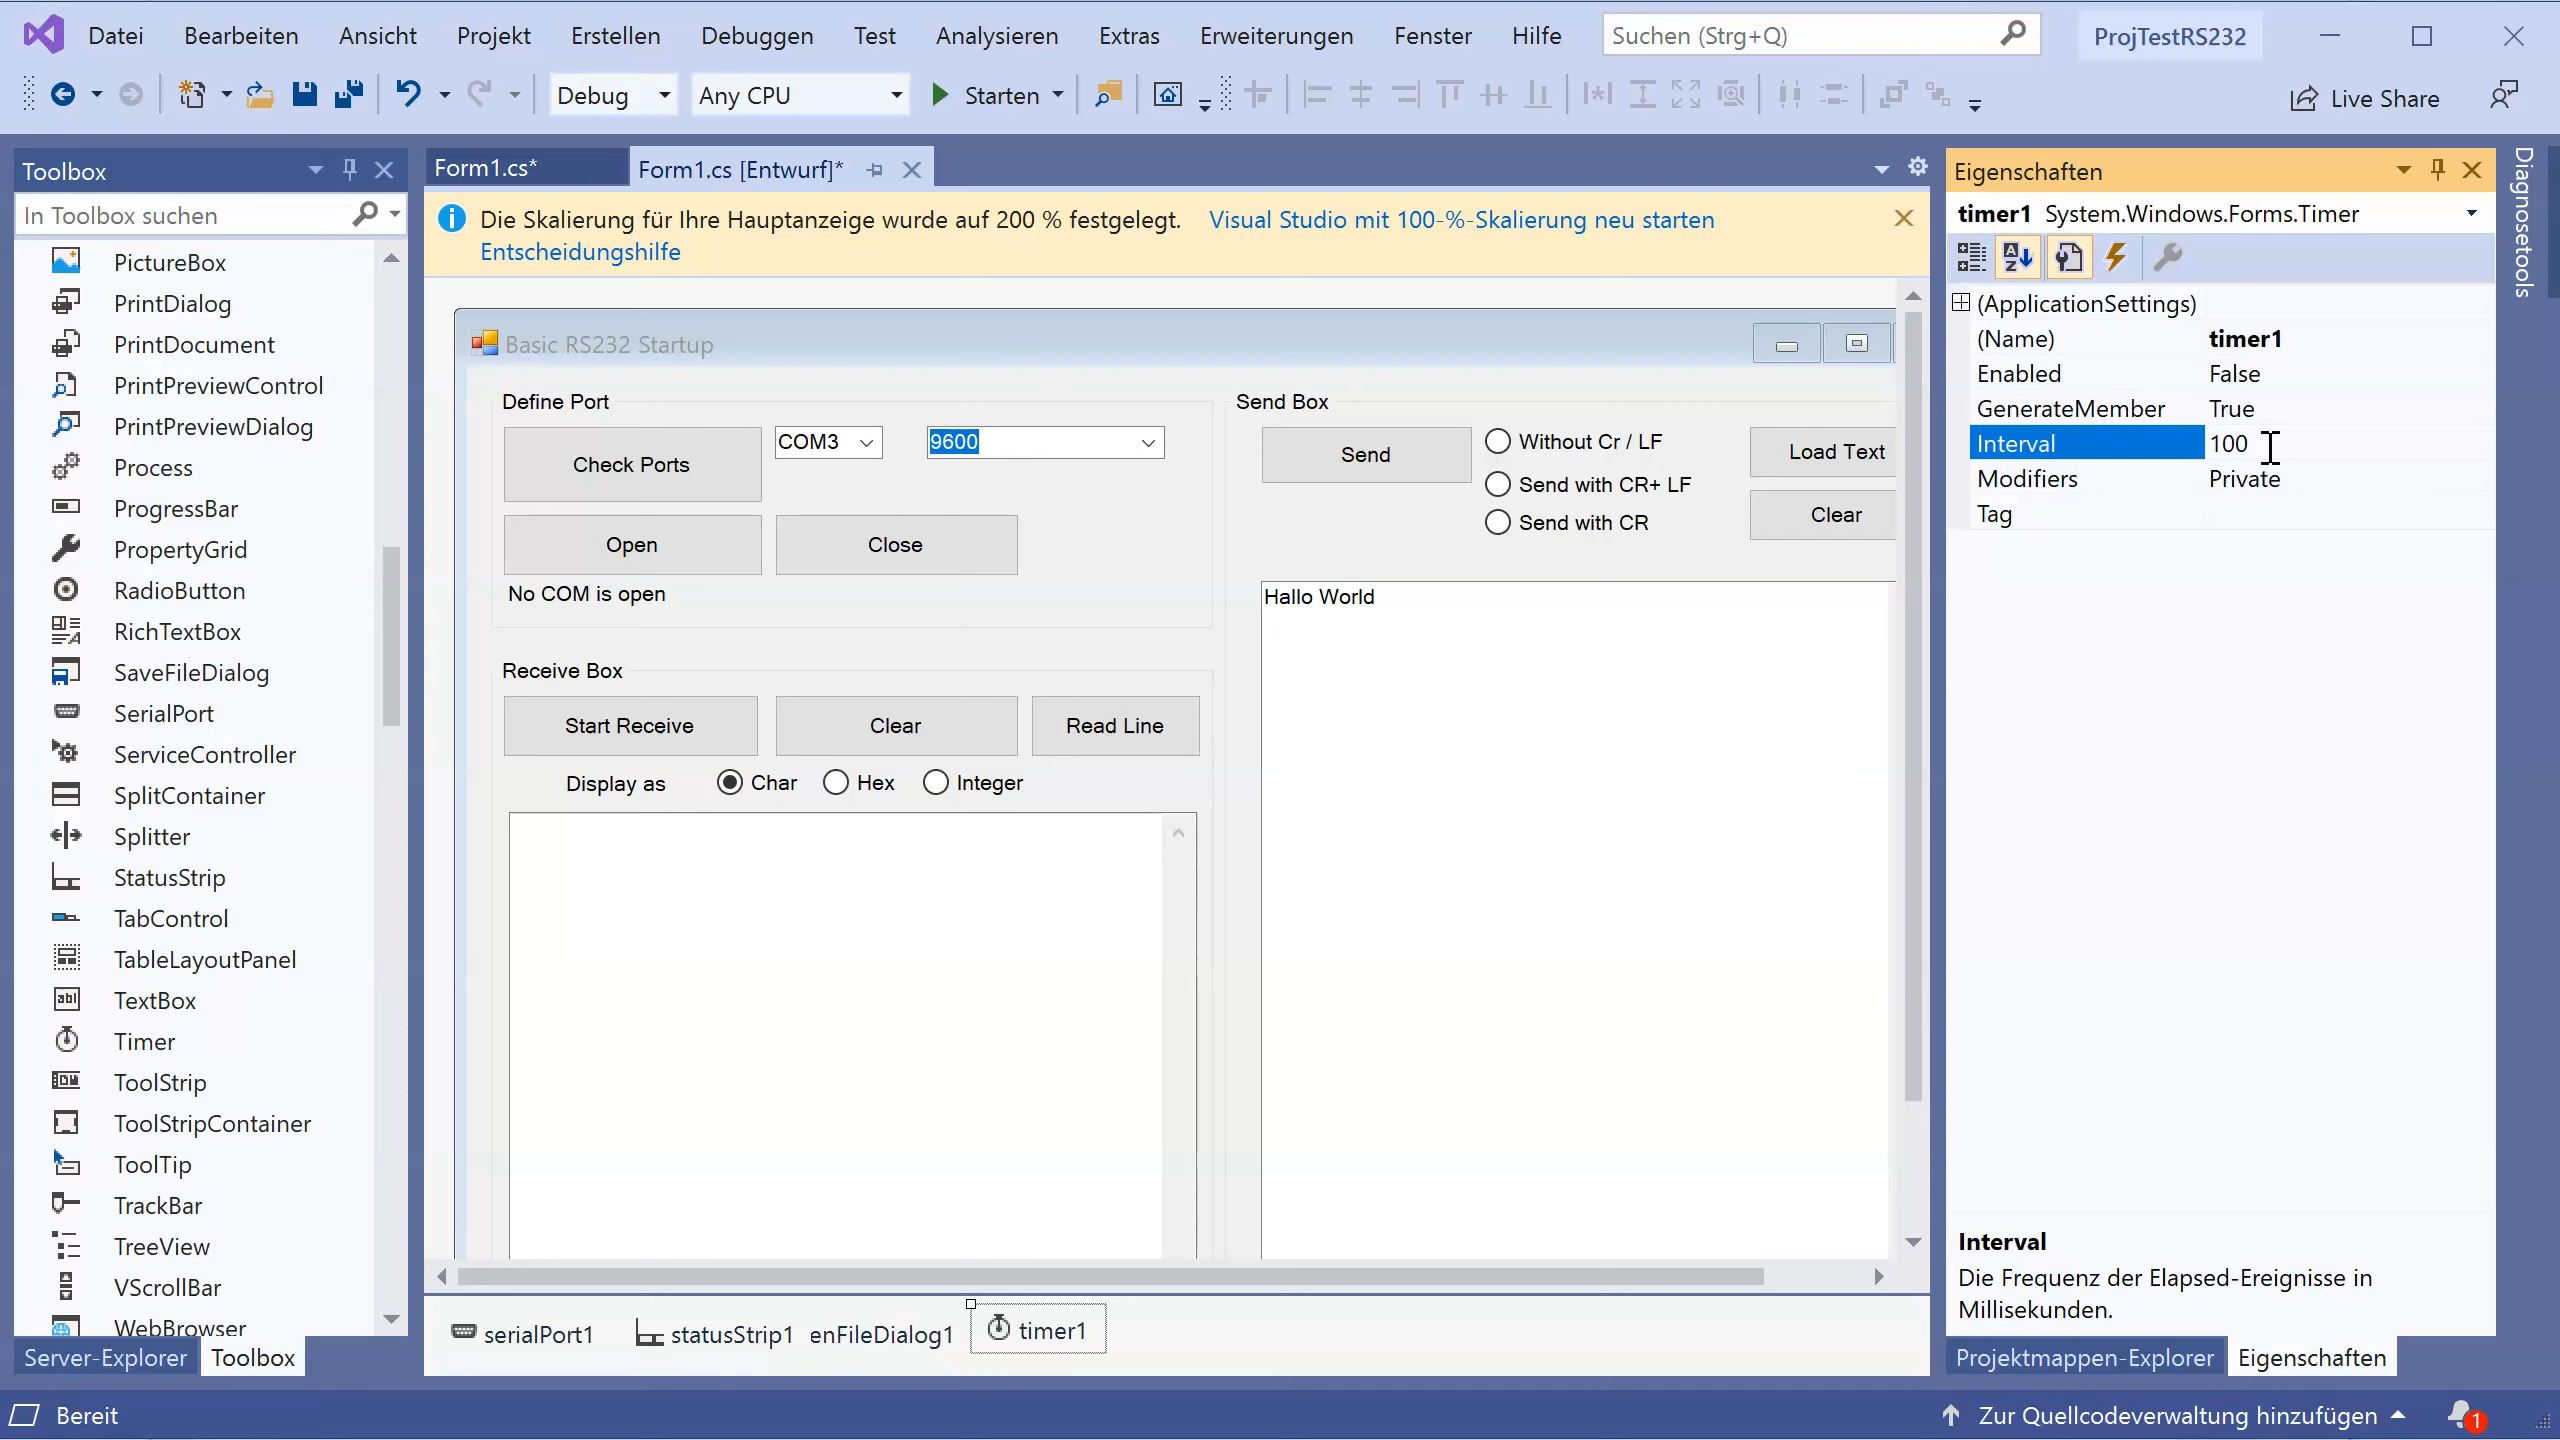 Datei Bearbeiten Ansicht Projekt Erstellen Debuggen Test Analysieren Extras Erweiterungen Fenster Hilfe Suchen (Strg+Q) ProjTestRS232
Debug Any CPU Starten Live Share
Toolbox
In Toolbox suchen
PictureBox
PrintDialog
PrintDocument
PrintPreviewControl
PrintPreviewDialog
Process
ProgressBar
PropertyGrid
RadioButton
RichTextBox
SaveFileDialog
SerialPort
ServiceController
SplitContainer
Splitter
StatusStrip
TabControl
TableLayoutPanel
TextBox
Timer
ToolStrip
ToolStripContainer
ToolTip
TrackBar
TreeView
VScrollBar
WebBrowser
Server-Explorer Toolbox
Form1.cs* Form1.cs [Entwurf]*
Die Skalierung für Ihre Hauptanzeige wurde auf 200 % festgelegt. Visual Studio mit 100-%-Skalierung neu starten
Entscheidungshilfe
Basic RS232 Startup
Define Port
Check Ports COM3 9600
Open Close
No COM is open
Receive Box
Start Receive Clear Read Line
Display as Char Hex Integer
Send Box
Send Without Cr / LF Load Text
Send with CR+ LF
Send with CR Clear
Hallo World
serialPort1 statusStrip1 enFileDialog1 timer1
Eigenschaften
timer1 System.Windows.Forms.Timer
(ApplicationSettings)
(Name) timer1
Enabled False
GenerateMember True
Interval 100
Modifiers Private
Tag
Interval
Die Frequenz der Elapsed-Ereignisse in
Millisekunden.
Projektmappen-Explorer Eigenschaften
Diagnosetools
Bereit Zur Quellcodeverwaltung hinzufügen 1